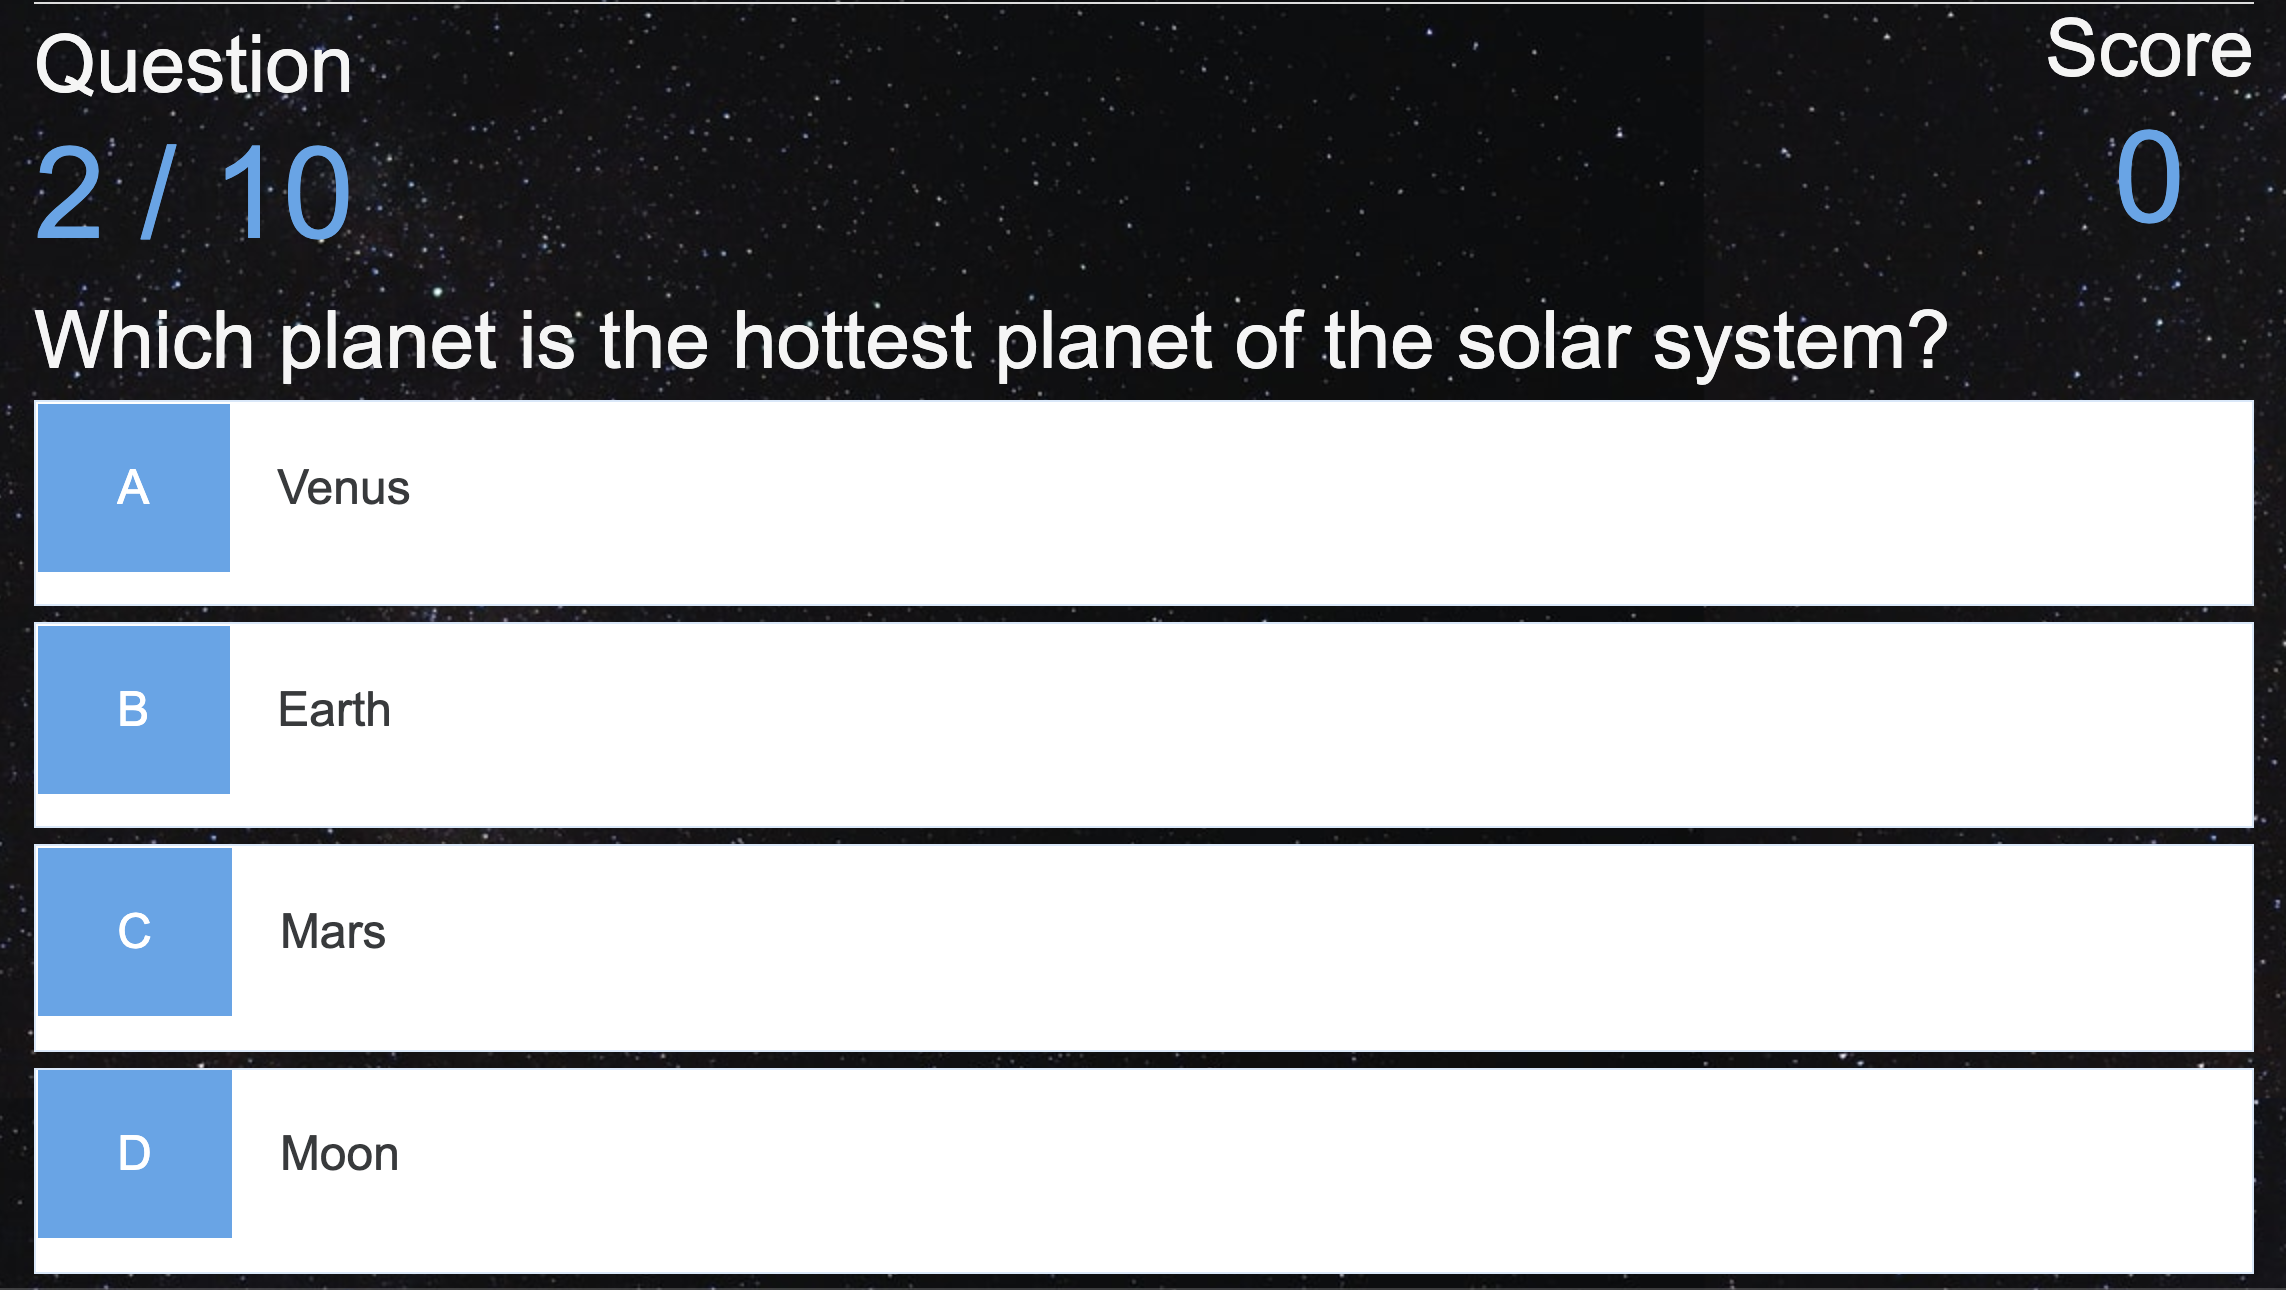 Question
Score
2 / 10
0
Which planet is the hottest planet of the solar system?
A Venus
B Earth
C Mars
D Moon